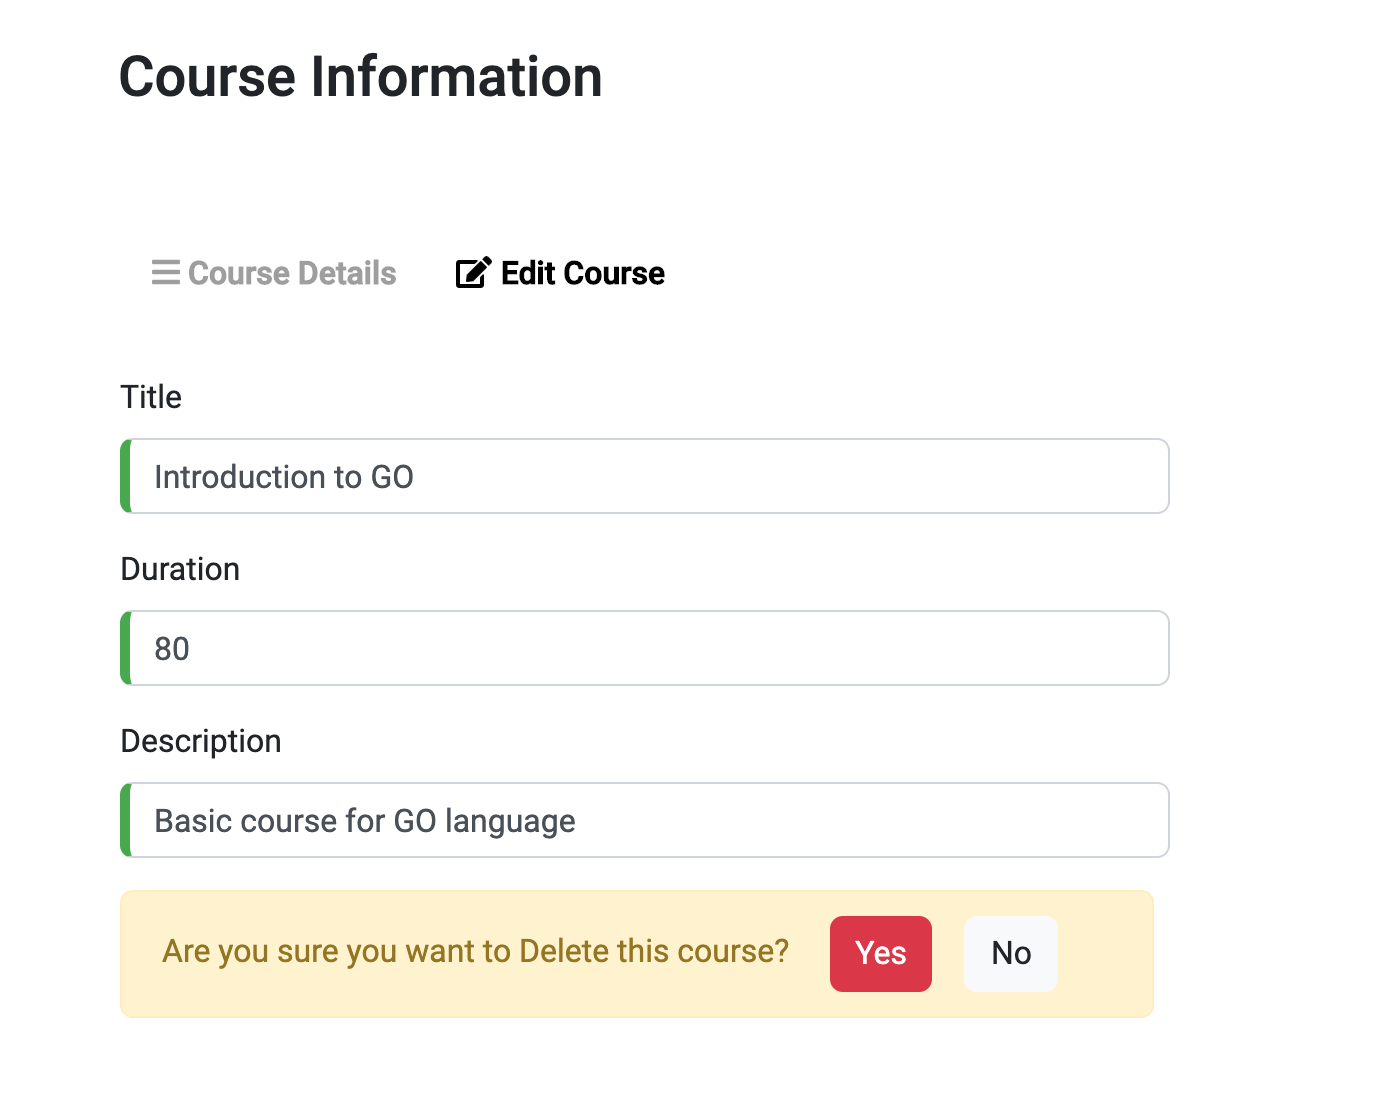 Course Information
Course Details Edit Course
Title
Introduction to GO
Duration
80
Description
Basic course for GO language
Are you sure you want to Delete this course? Yes No